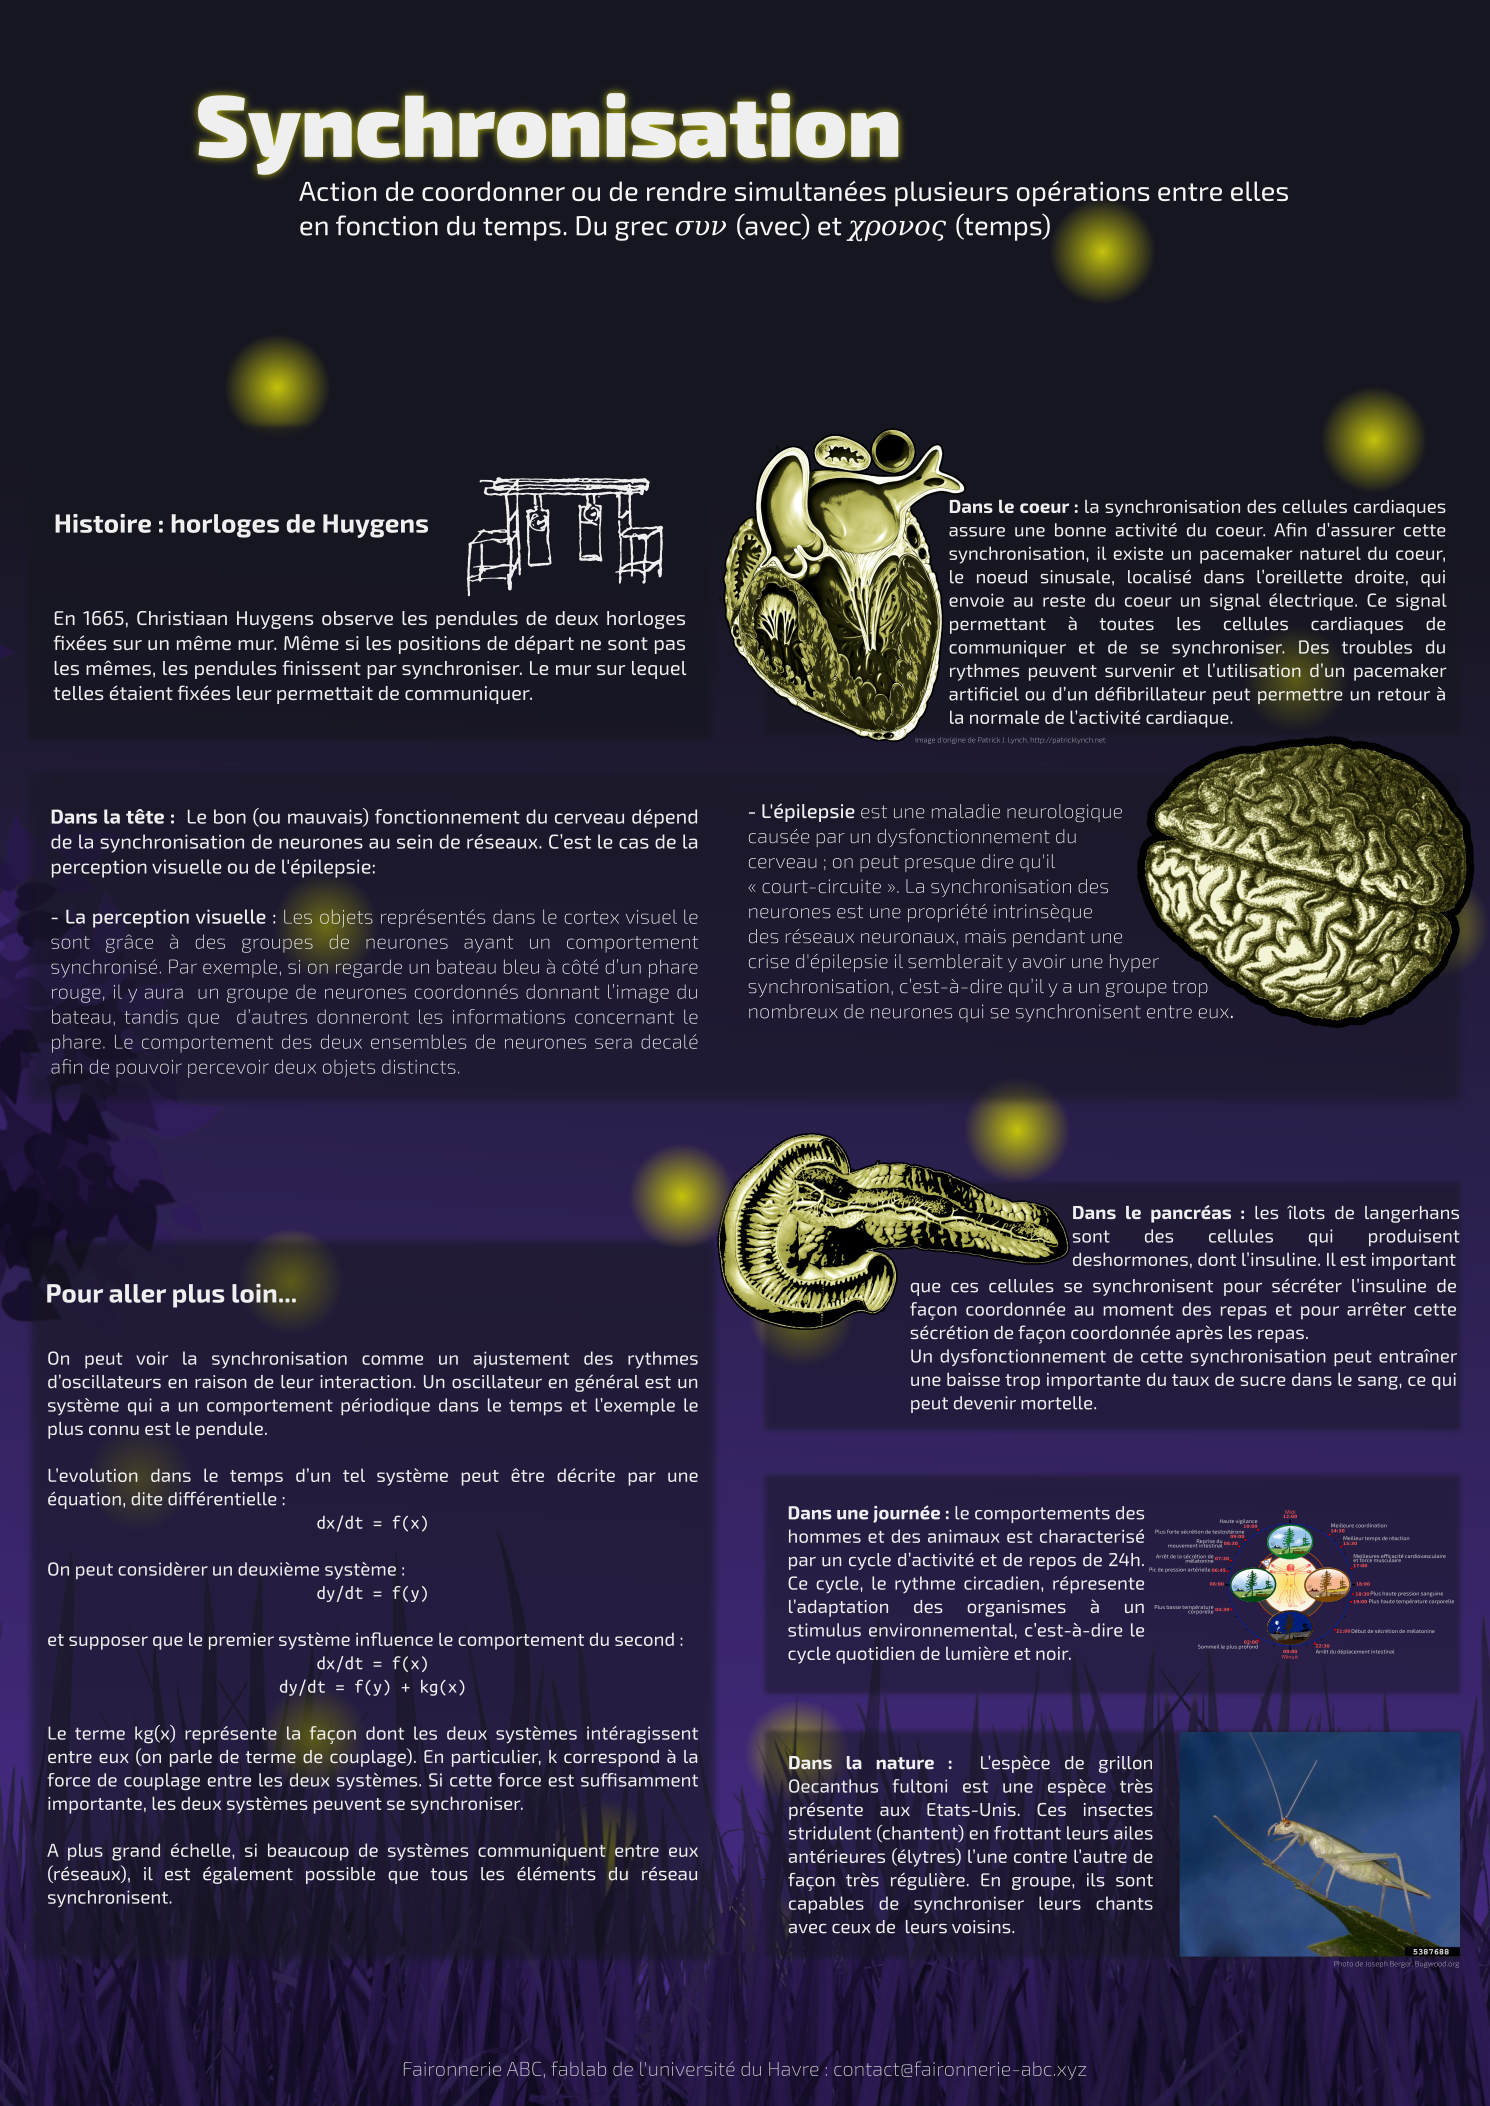 Synchronisation
Action de coordonner ou de rendre simultanées plusieurs opérations entre elles
en fonction du temps. Du grec συν (avec) et χρονος (temps)
Histoire : horloges de Huygens
En 1665, Christiaan Huygens observe les pendules de deux horloges
fixées sur un même mur. Même si les positions de départ ne sont pas
les mêmes, les pendules finissent par synchroniser. Le mur sur lequel
telles étaient fixées leur permettait de communiquer.
Dans le coeur : la synchronisation des cellules cardiaques
assure une bonne activité du coeur. Afin d'assurer cette
synchronisation, il existe un pacemaker naturel du coeur,
le noeud sinusale, localisé dans l'oreillette droite, qui
envoie au reste du coeur un signal électrique. Ce signal
permettant à toutes les cellules cardiaques de
communiquer et de se synchroniser. Des troubles du
rythmes peuvent survenir et l'utilisation d'un pacemaker
artificiel ou d'un défibrillateur peut permettre un retour à
la normale de l'activité cardiaque.
Image d'origine de Patrick J. Lynch, http://patricklynch.net
Dans la tête : Le bon (ou mauvais) fonctionnement du cerveau dépend
de la synchronisation de neurones au sein de réseaux. C'est le cas de la
perception visuelle ou de l'épilepsie:
- La perception visuelle : Les objets représentés dans le cortex visuel le
sont grâce à des groupes de neurones ayant un comportement
synchronisé. Par exemple, si on regarde un bateau bleu à côté d'un phare
rouge, il y aura un groupe de neurones coordonnés donnant l'image du
bateau, tandis que d'autres donneront les informations concernant le
phare. Le comportement des deux ensembles de neurones sera decalé
afin de pouvoir percevoir deux objets distincts.
- L'épilepsie est une maladie neurologique
causée par un dysfonctionnement du
cerveau ; on peut presque dire qu'il
« court-circuite ». La synchronisation des
neurones est une propriété intrinsèque
des réseaux neuronaux, mais pendant une
crise d'épilepsie il semblerait y avoir une hyper
synchronisation, c'est-à-dire qu'il y a un groupe trop
nombreux de neurones qui se synchronisent entre eux.
Dans le pancréas : les îlots de langerhans
sont des cellules qui produisent
deshormones, dont l'insuline. Il est important
que ces cellules se synchronisent pour sécréter l'insuline de
façon coordonnée au moment des repas et pour arrêter cette
sécrétion de façon coordonnée après les repas.
Un dysfonctionnement de cette synchronisation peut entraîner
une baisse trop importante du taux de sucre dans le sang, ce qui
peut devenir mortelle.
Pour aller plus loin...
On peut voir la synchronisation comme un ajustement des rythmes
d'oscillateurs en raison de leur interaction. Un oscillateur en général est un
système qui a un comportement périodique dans le temps et l'exemple le
plus connu est le pendule.
L'evolution dans le temps d'un tel système peut être décrite par une
équation, dite différentielle :
dx/dt = f(x)
On peut considèrer un deuxième système :
dy/dt = f(y)
et supposer que le premier système influence le comportement du second :
dx/dt = f(x)
dy/dt = f(y) + kg(x)
Le terme kg(x) représente la façon dont les deux systèmes intéragissent
entre eux (on parle de terme de couplage). En particulier, k correspond à la
force de couplage entre les deux systèmes. Si cette force est suffisamment
importante, les deux systèmes peuvent se synchroniser.
A plus grand échelle, si beaucoup de systèmes communiquent entre eux
(réseaux), il est également possible que tous les éléments du réseau
synchronisent.
Dans une journée : le comportements des
hommes et des animaux est characterisé
par un cycle d'activité et de repos de 24h.
Ce cycle, le rythme circadien, répresente
l'adaptation des organismes à un
stimulus environnemental, c'est-à-dire le
cycle quotidien de lumière et noir.
Midi
12:00
Haute vigilance
10:00
Plus forte sécrétion de testostérone
09:00
Reprise du
mouvement intestinal 08:30
Arrêt de la sécrétion de
mélatonine 07:30
Pic de pression artérielle 06:45
06:00
Plus basse température
corporelle 04:30
02:00
Sommeil le plus profond
00:00
Minuit
Meilleure coordination
14:30
Meilleur temps de réaction
15:30
Meilleures efficacité cardiovasculaire
et force musculaire
17:00
18:00
18:30 Plus haute pression sanguine
19:00 Plus haute température corporelle
21:00 Début de sécrétion de mélatonine
22:30
Arrêt du déplacement intestinal
Dans la nature : L'espèce de grillon
Oecanthus fultoni est une espèce très
présente aux Etats-Unis. Ces insectes
stridulent (chantent) en frottant leurs ailes
antérieures (élytres) l'une contre l'autre de
façon très régulière. En groupe, ils sont
capables de synchroniser leurs chants
avec ceux de leurs voisins.
5387688
Photo de Joseph Berger, Bugwood.org
Faironnerie ABC, fablab de l'université du Havre : contact@faironnerie-abc.xyz